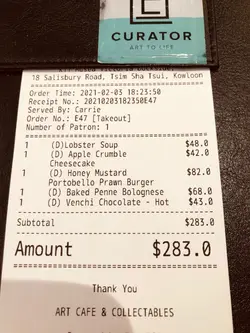 CURATOR
ART TO LIFE
18 Salisbury Road, Tsim Sha Tsui, Kowloon
Order Time: 2021-02-03 18:23:50
Receipt No.: 20210203182350E47
Served By: Carrie
Order No.: E47 [Takeout]
Number of Patron: 1
1 (D)Lobster Soup $48.0
1 (D) Apple Crumble $42.0
Cheesecake
1 (D) Honey Mustard $82.0
Portobello Prawn Burger
1 (D) Baked Penne Bolognese $68.0
1 (D) Venchi Chocolate - Hot $43.0
Subtotal $283.0
Amount $283.0
Thank You
ART CAFE & COLLECTABLES